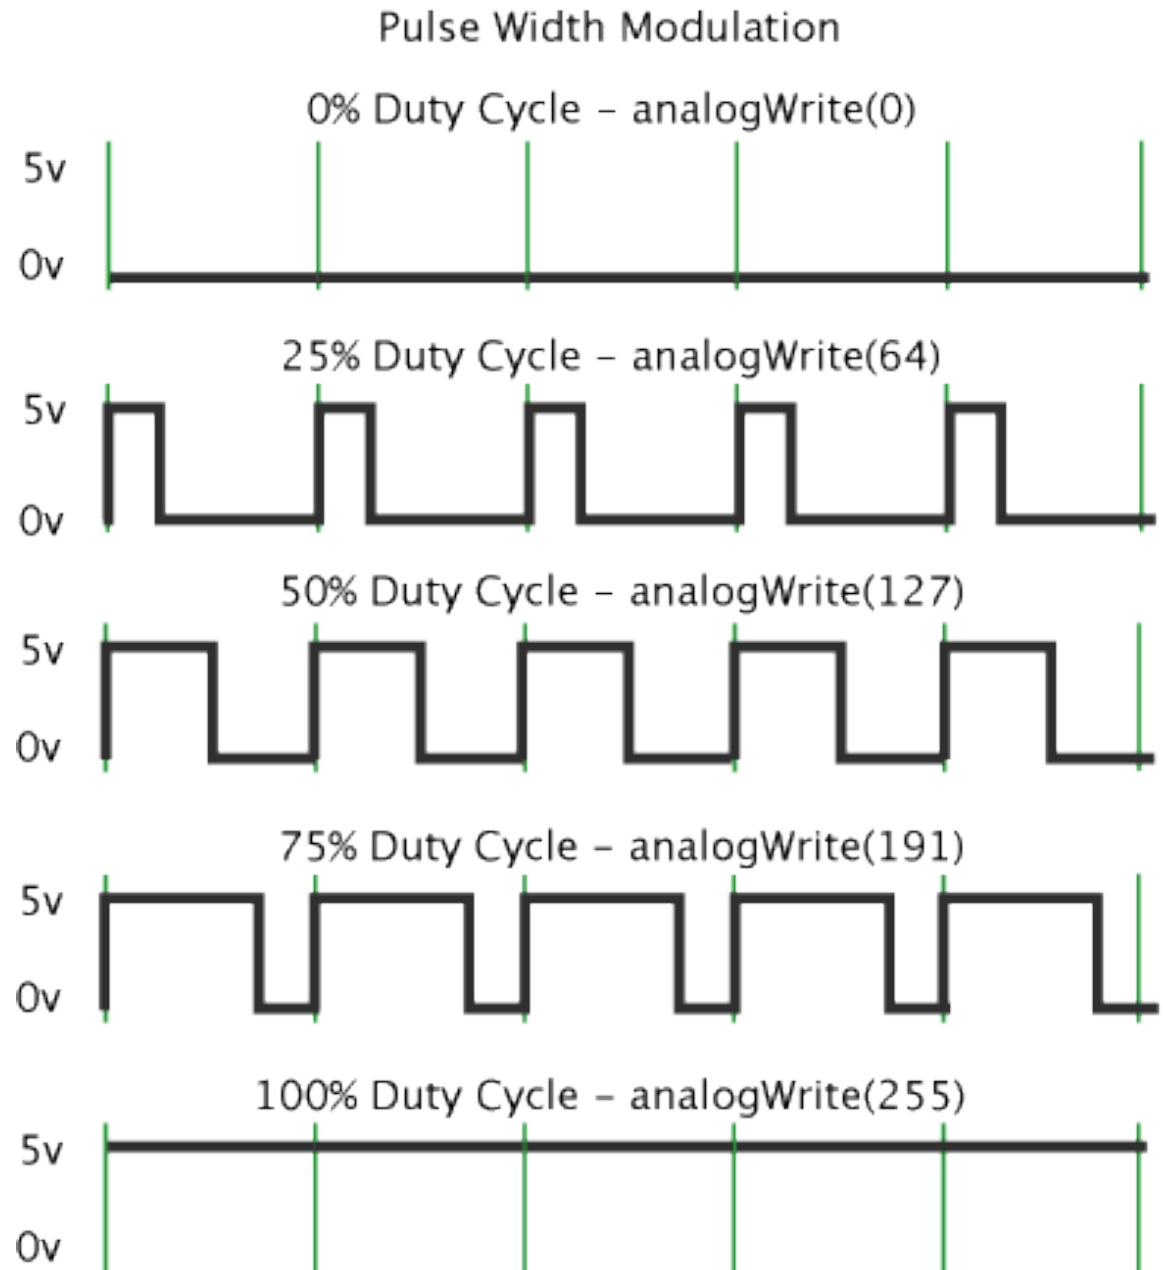 Pulse Width Modulation
0% Duty Cycle – analogWrite(0)
5v
0v
25% Duty Cycle – analogWrite(64)
5v
0v
50% Duty Cycle – analogWrite(127)
5v
0v
75% Duty Cycle – analogWrite(191)
5v
0v
100% Duty Cycle – analogWrite(255)
5v
0v